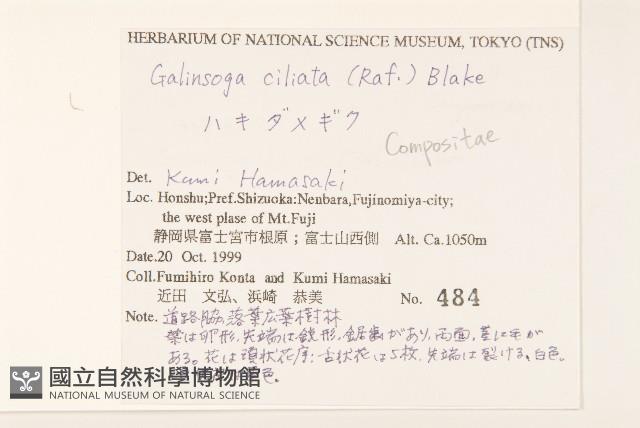 HERBARIUM OF NATIONAL SCIENCE MUSEUM, TOKYO (TNS)
Galinsoga ciliata (Raf.) Blake
ハキダメギク
Compositae
Det. Kumi Hamasaki
Loc. Honshu;Pref.Shizuoka:Nenbara,Fujinomiya-city;
the west plase of Mt.Fuji
静岡県富士宮市根原；富士山西側 Alt. Ca.1050m
Date.20 Oct. 1999
Coll.Fumihiro Konta and Kumi Hamasaki
近田 文弘、浜崎 恭美 No. 484
Note. 道路脇,落葉広葉樹林
葉は卵形,先端は鋭形,鋸歯があり,両面,茎に毛が
ある。花は頭状花序;舌状花は5枚,先端は裂ける。白色。
色。
國立自然科學博物館
NATIONAL MUSEUM OF NATURAL SCIENCE